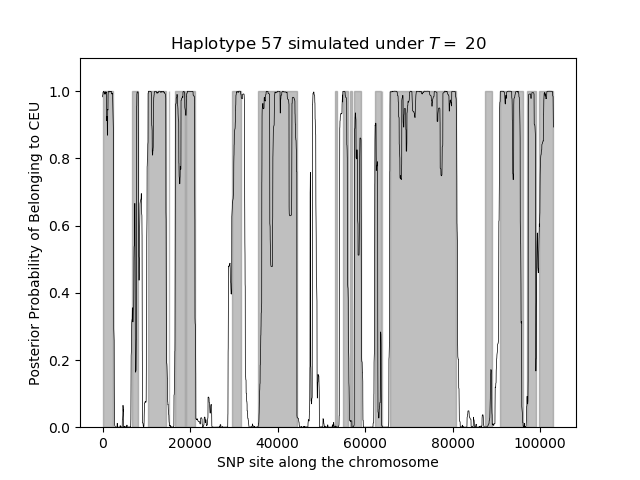 Haplotype 57 simulated under T = 20
Posterior Probability of Belonging to CEU
1.0
0.8
0.6
0.4
0.2
0.0
0 20000 40000 60000 80000 100000
SNP site along the chromosome